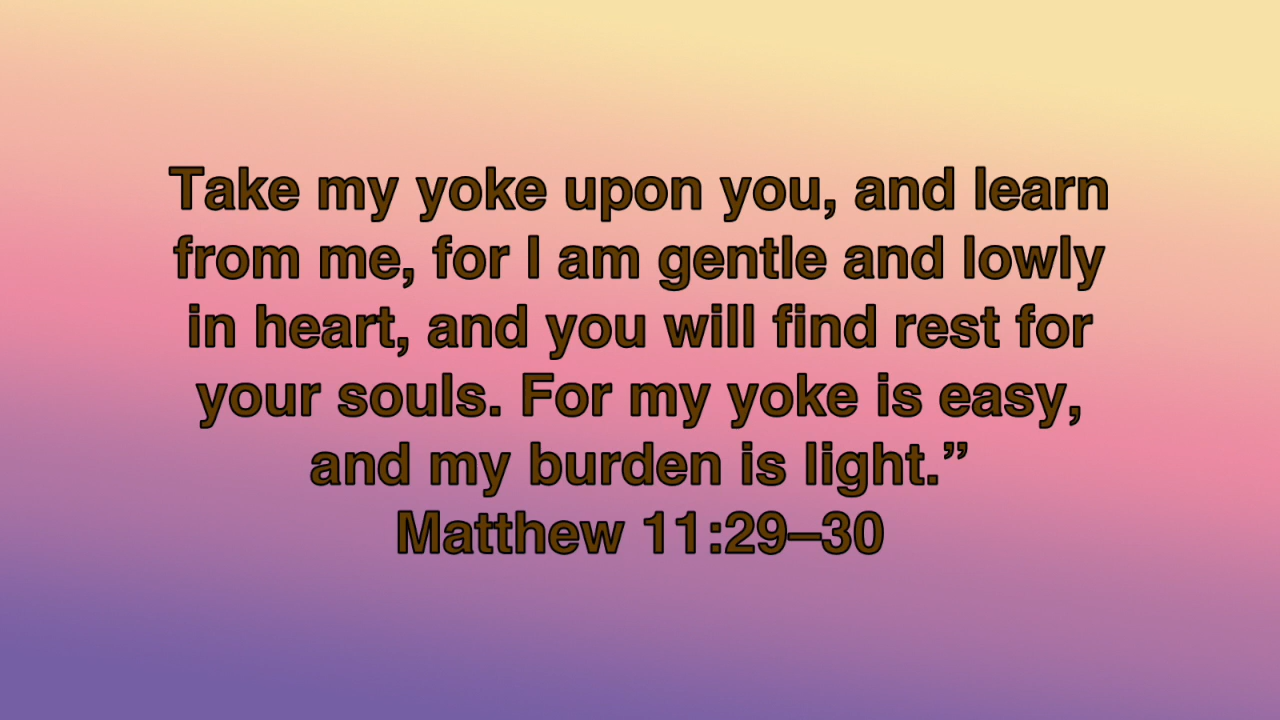 Take my yoke upon you, and learn
from me, for I am gentle and lowly
in heart, and you will find rest for
your souls. For my yoke is easy,
and my burden is light.”
Matthew 11:29–30